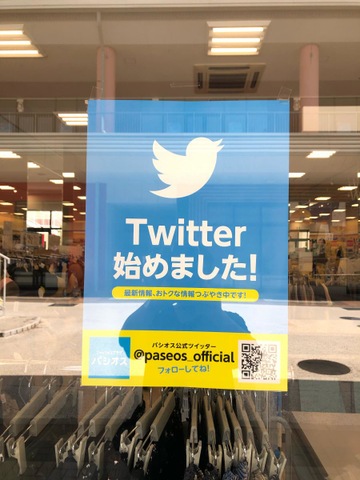 Twitter
始めました!
最新情報、おトクな情報つぶやき中です!
パシオス公式ツイッター
@paseos_official
フォローしてね!
パシオス